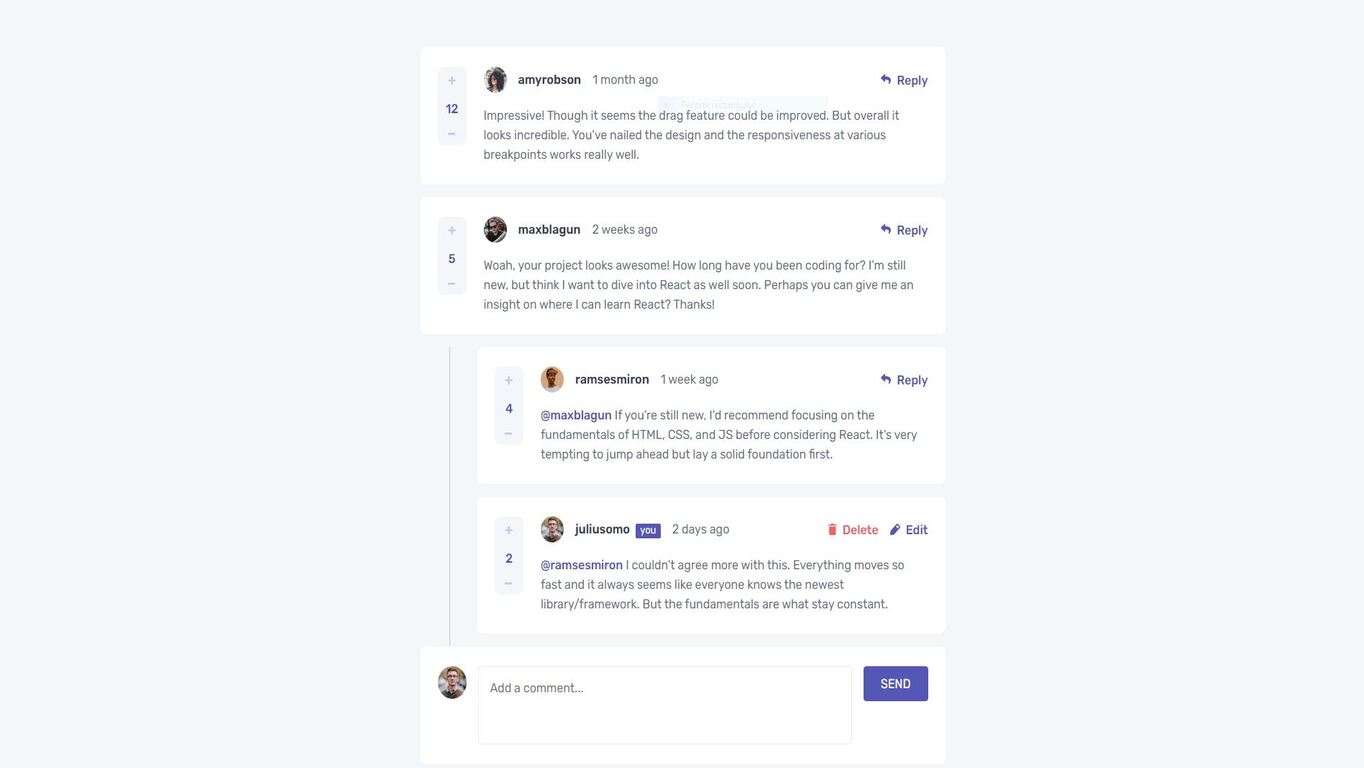 amyrobson 1 month ago Reply
+
12
−
Impressive! Though it seems the drag feature could be improved. But overall it
looks incredible. You've nailed the design and the responsiveness at various
breakpoints works really well.
maxblagun 2 weeks ago Reply
+
5
−
Woah, your project looks awesome! How long have you been coding for? I'm still
new, but think I want to dive into React as well soon. Perhaps you can give me an
insight on where I can learn React? Thanks!
ramsesmiron 1 week ago Reply
+
4
−
@maxblagun If you're still new, I'd recommend focusing on the
fundamentals of HTML, CSS, and JS before considering React. It's very
tempting to jump ahead but lay a solid foundation first.
juliusomo you 2 days ago Delete Edit
+
2
−
@ramsesmiron I couldn't agree more with this. Everything moves so
fast and it always seems like everyone knows the newest
library/framework. But the fundamentals are what stay constant.
Add a comment...
SEND